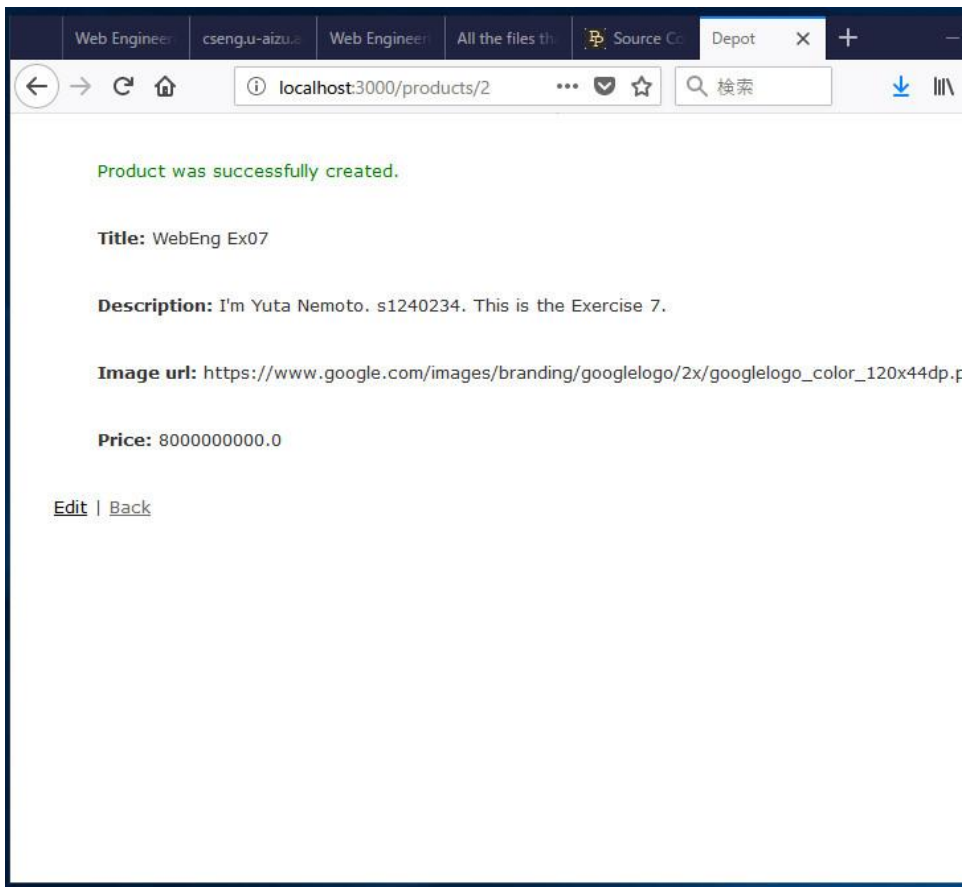 Web Engineer
cseng.u-aizu.a
Web Engineeri
All the files th
Source Co
Depot
localhost:3000/products/2
検索
Product was successfully created.
Title: WebEng Ex07
Description: I'm Yuta Nemoto. s1240234. This is the Exercise 7.
Image url: https://www.google.com/images/branding/googlelogo/2x/googlelogo_color_120x44dp.p
Price: 8000000000.0
Edit | Back